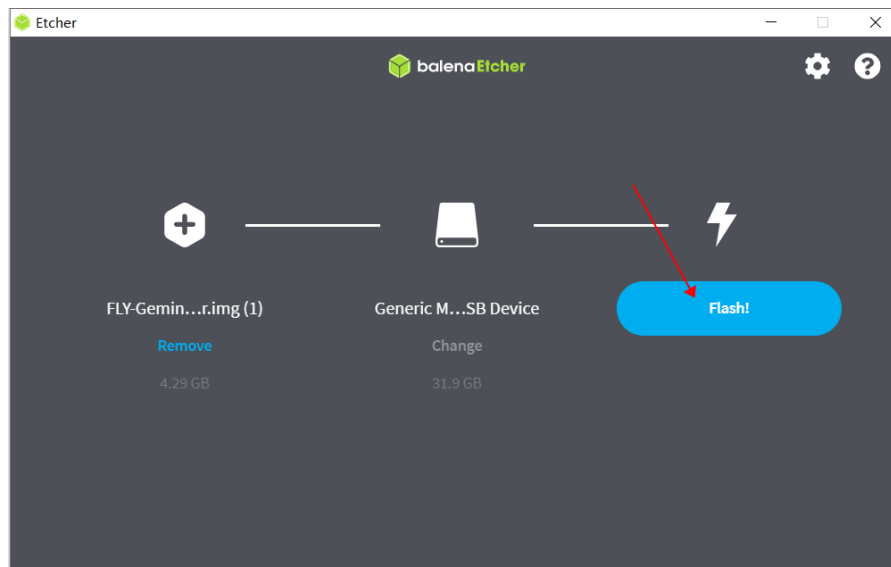 Etcher
balenaEtcher
FLY-Gemin...r.img (1)
Generic M...SB Device
Flash!
Remove
Change
4.29 GB
31.9 GB